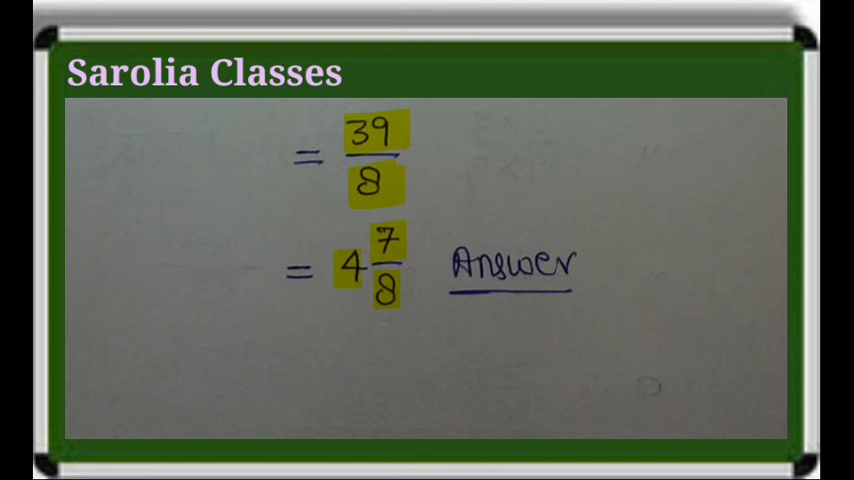 Sarolia Classes
= 39/8
= 4 7/8 Answer